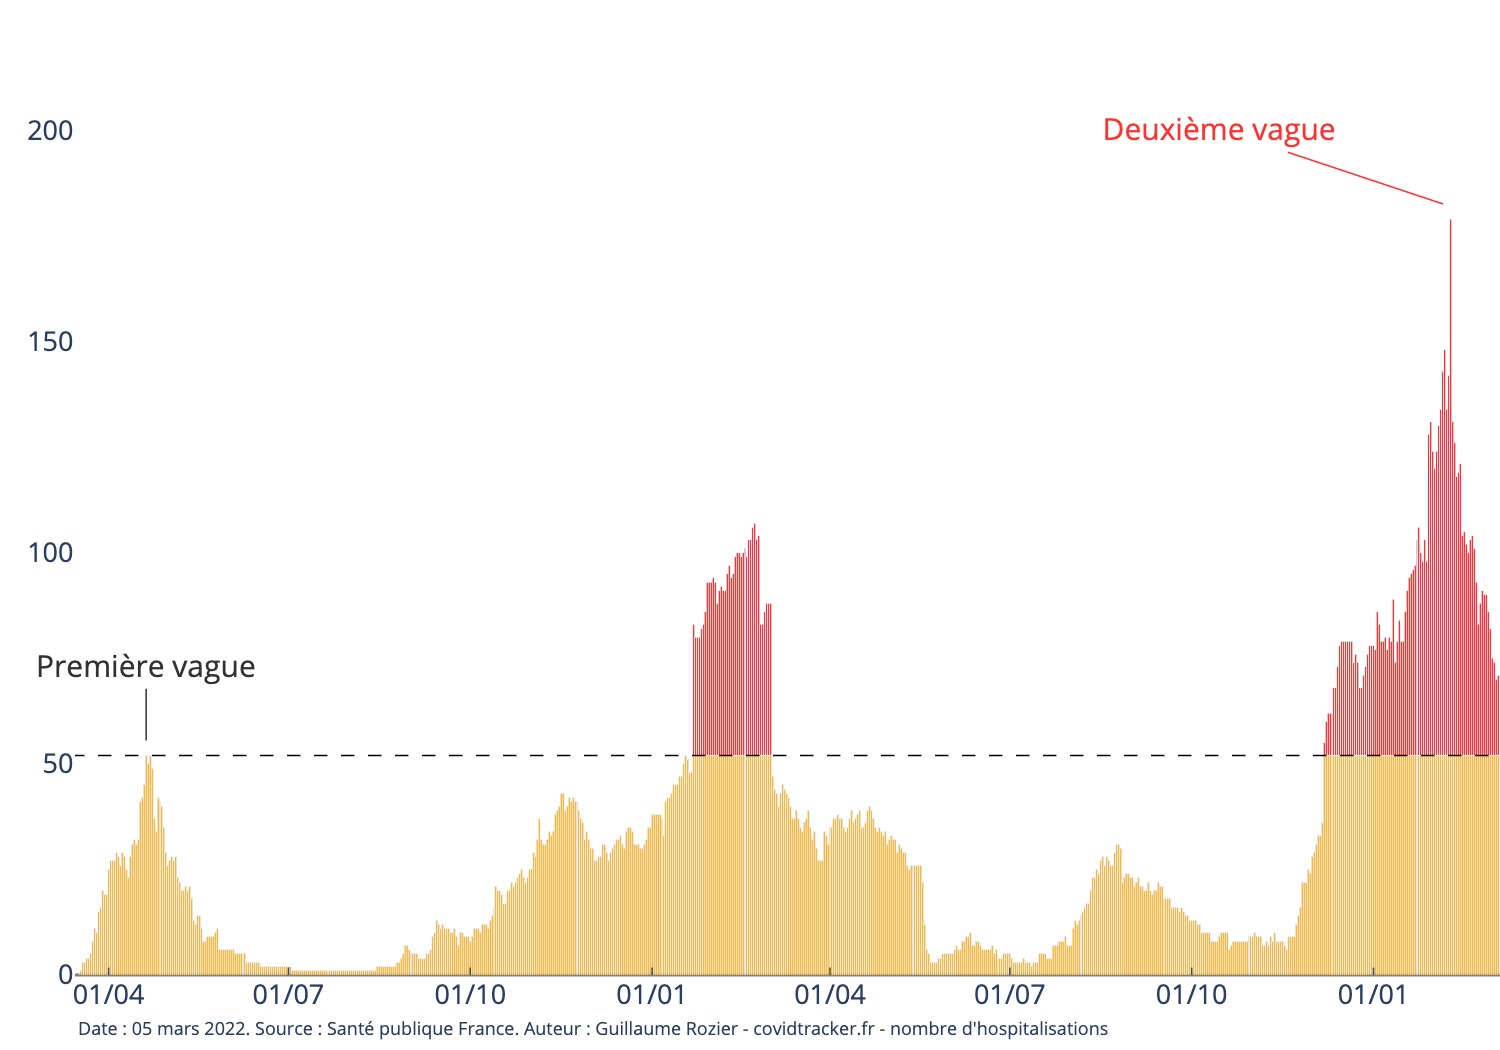 200
Deuxième vague
150
100
Première vague
50
0
01/04 01/07 01/10 01/01 01/04 01/07 01/10 01/01
Date : 05 mars 2022. Source : Santé publique France. Auteur : Guillaume Rozier - covidtracker.fr - nombre d'hospitalisations